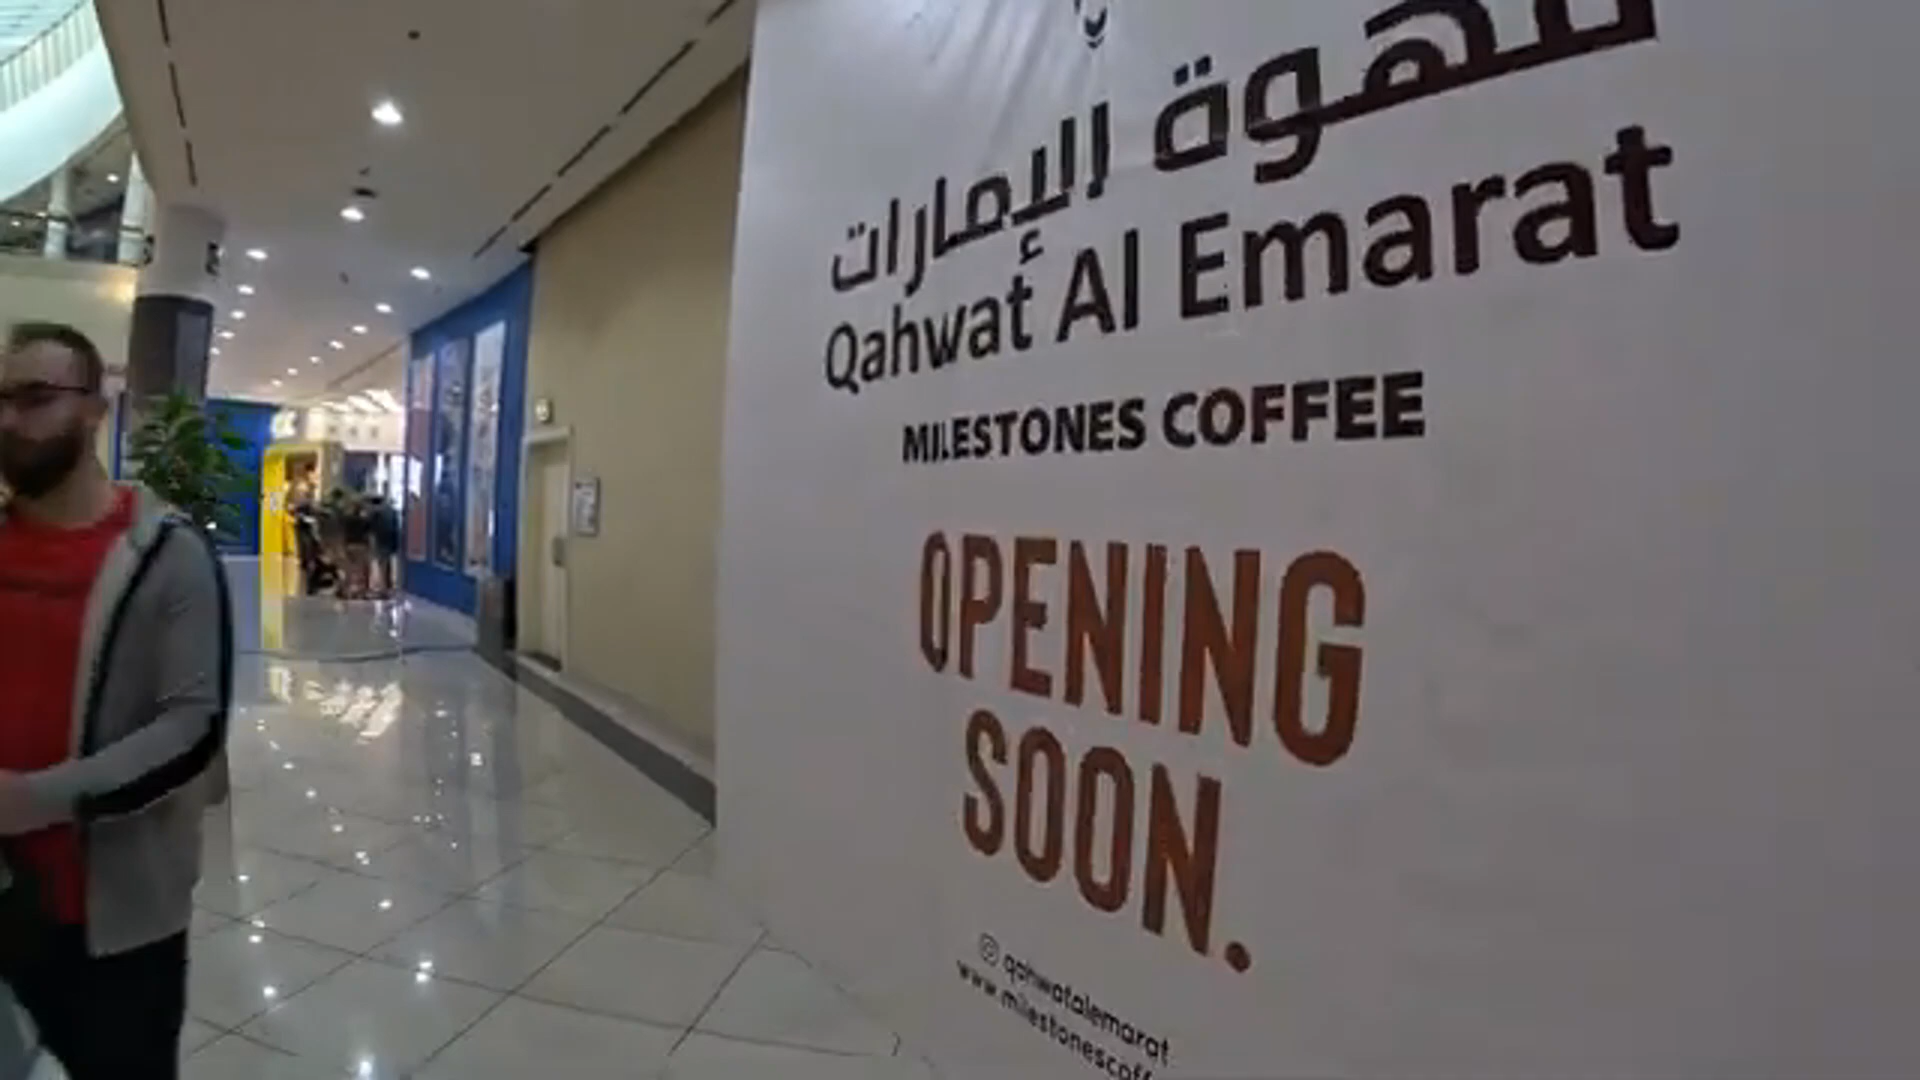 قهوة الإمارات
Qahwat Al Emarat
MILESTONES COFFEE
OPENING
SOON.
qahwatalemarat
www.milestonescoff